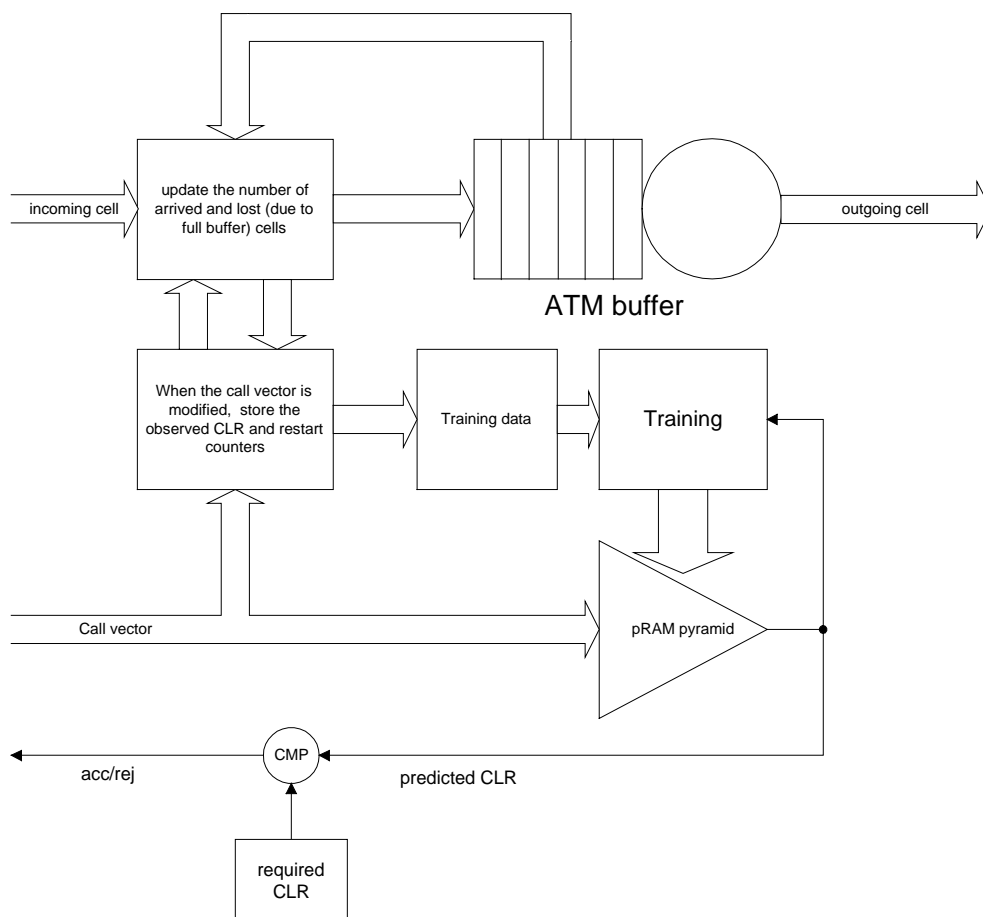 update the number of
arrived and lost (due to
full buffer) cells
incoming cell
outgoing cell
ATM buffer
When the call vector is
modified, store the
observed CLR and restart
counters
Training data
Training
Call vector
pRAM pyramid
CMP
acc/rej
predicted CLR
required
CLR